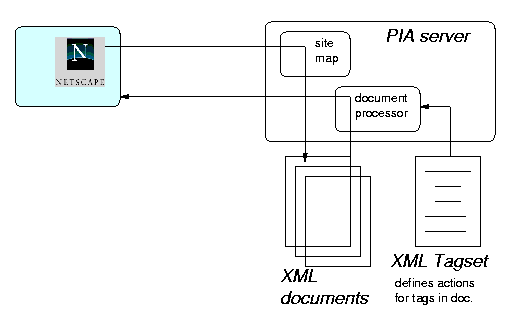 PIA server
site
map
N
NETSCAPE
document
processor
XML
documents
XML Tagset
defines actions
for tags in doc.